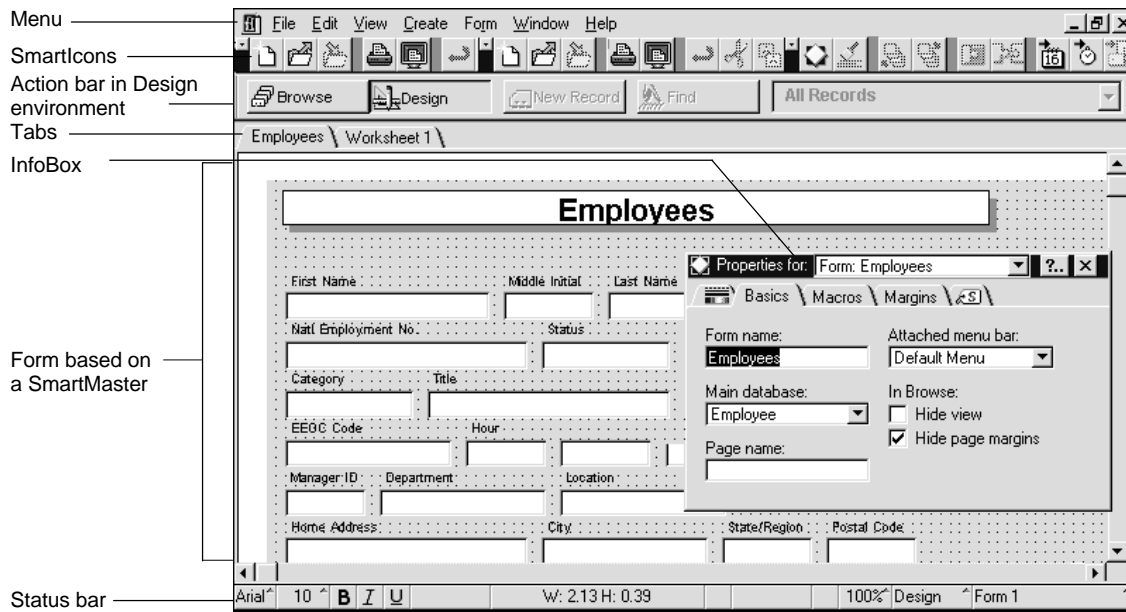 Menu
File Edit View Create Form Window Help
SmartIcons
16
Action bar in Design
environment
Browse Design New Record Find All Records
Tabs
Employees Worksheet 1
InfoBox
Employees
Properties for: Form: Employees ?..
Basics Macros Margins S
Form name: Attached menu bar:
Employees Default Menu
Main database: In Browse:
Employee Hide view
Hide page margins
Page name:
First Name Middle Initial Last Name
Natl Employment No. Status
Form based on
a SmartMaster
Category Title
EEOC Code Hour
Manager ID Department Location
Home Address City State/Region Postal Code
Status bar
Arial 10 B I U W: 2.13 H: 0.39 100% Design Form 1